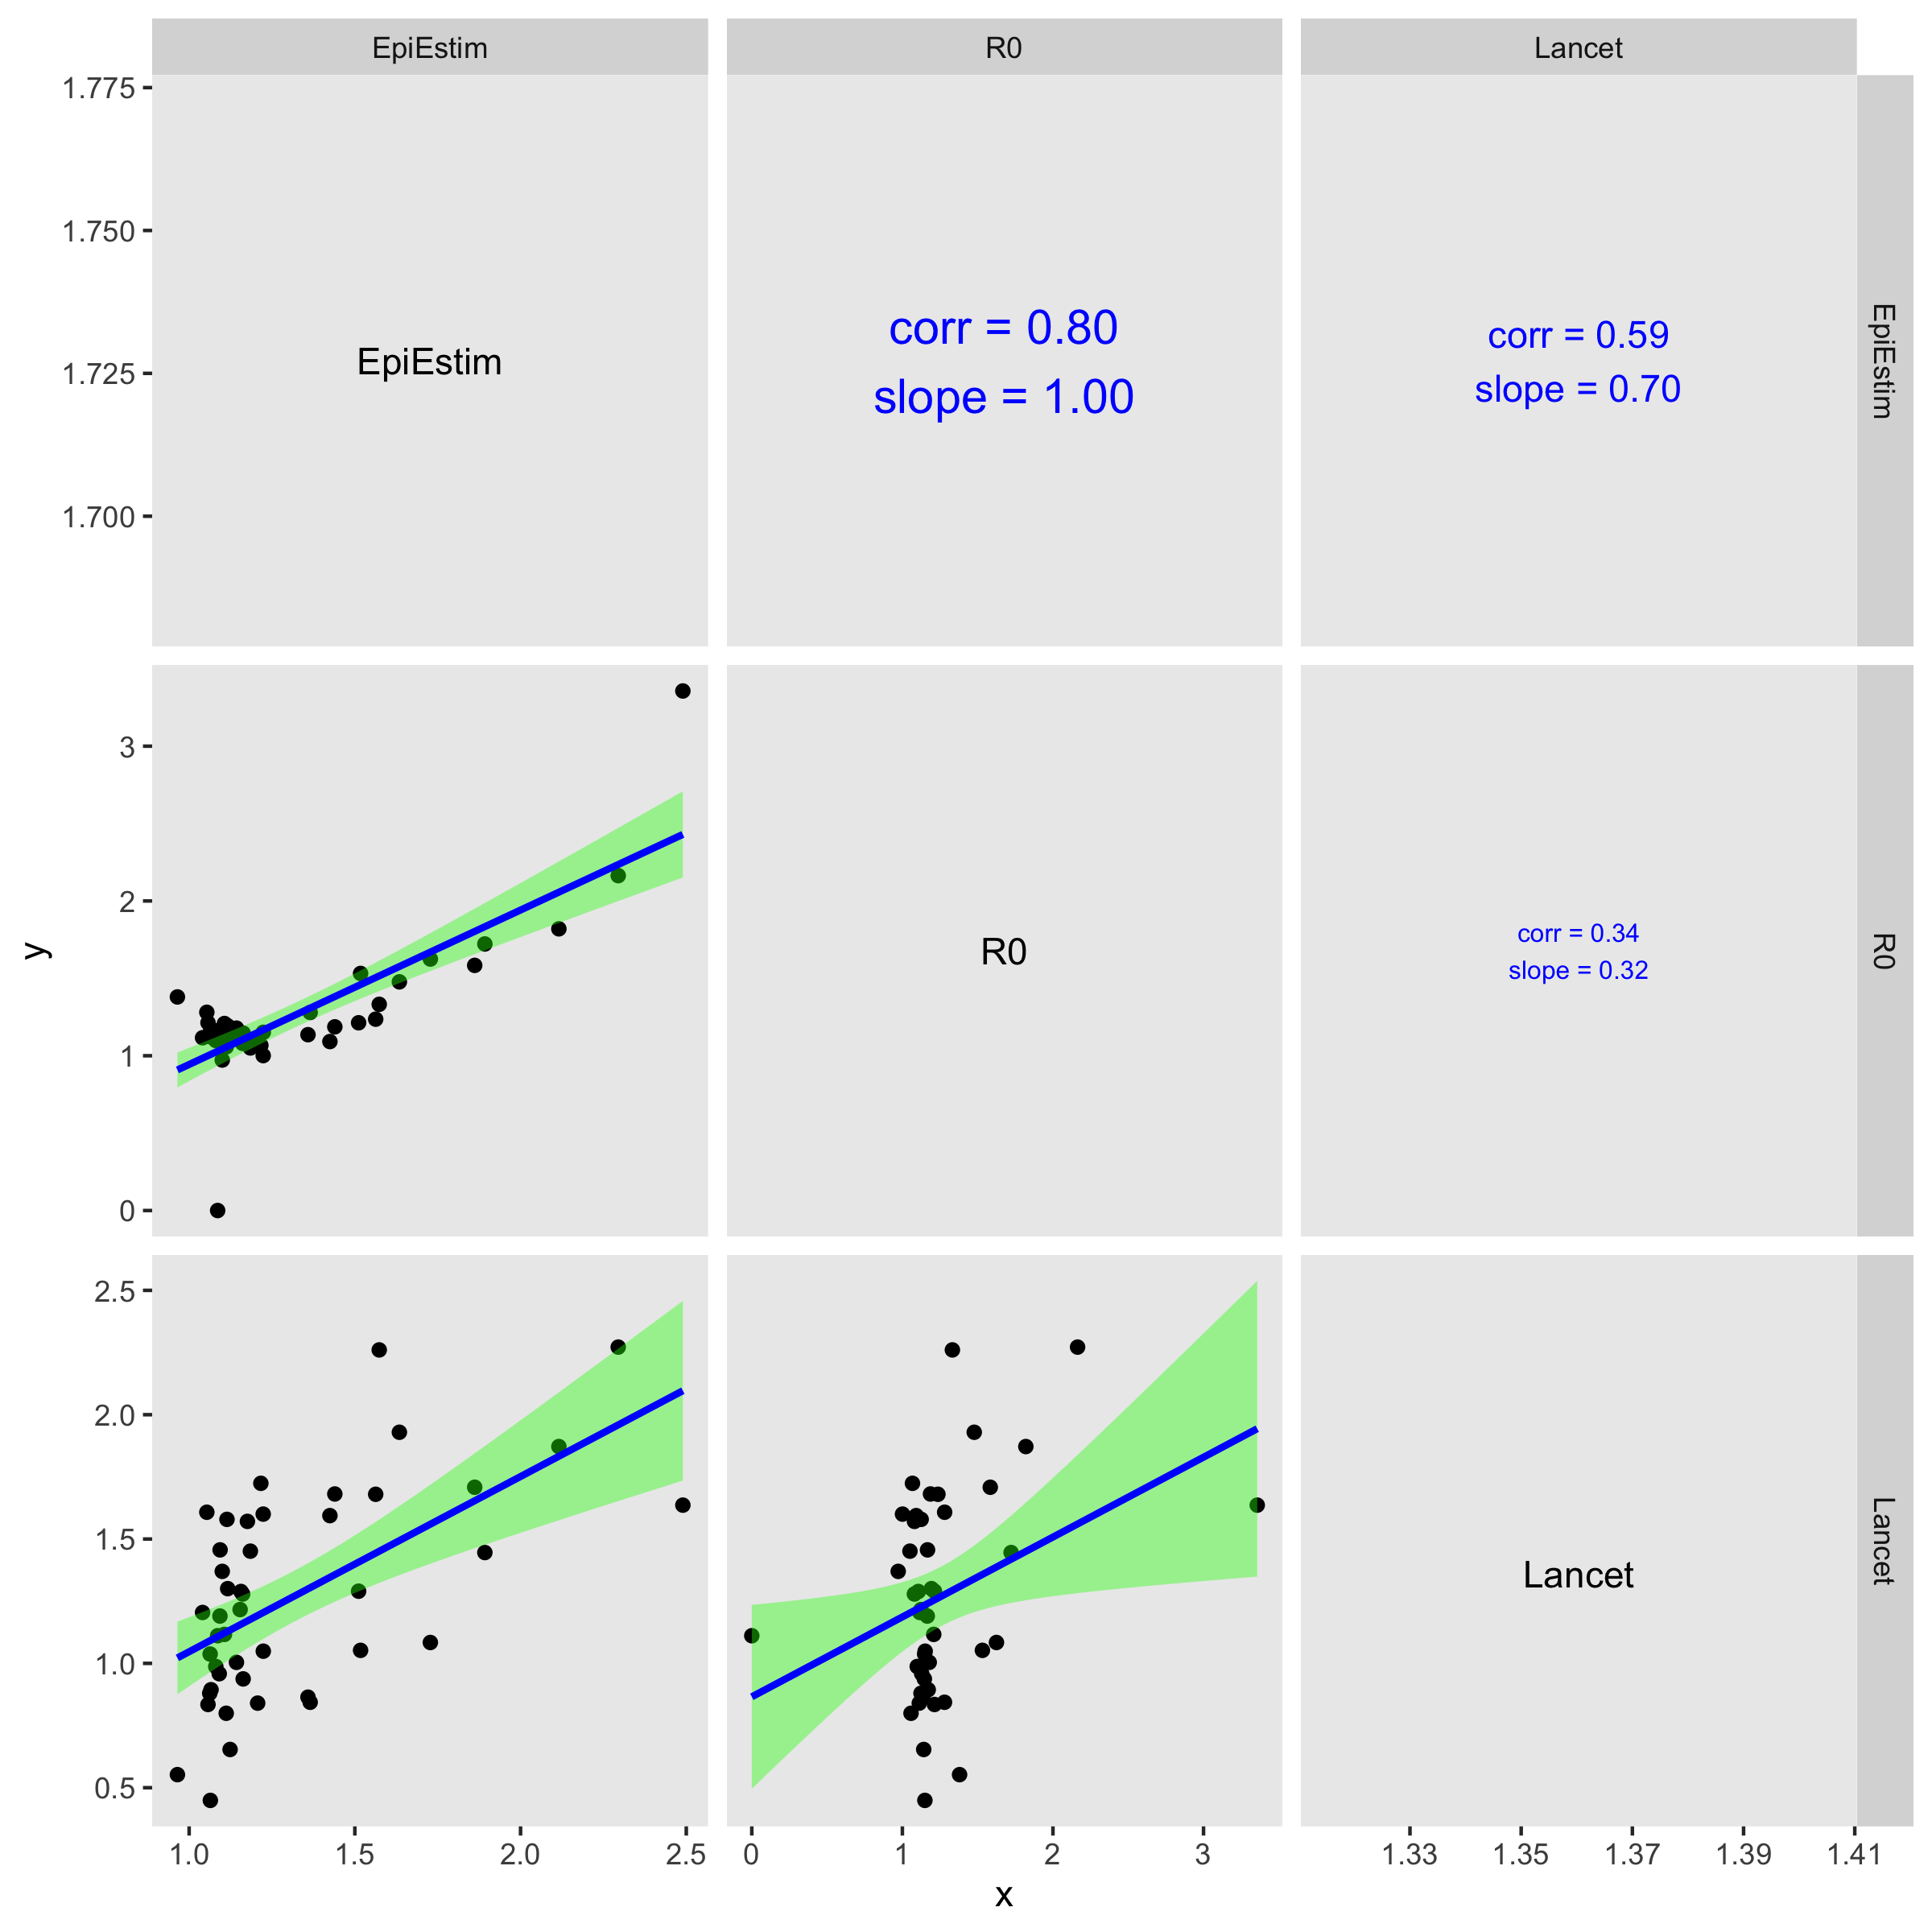 EpiEstim
R0
Lancet
1.775
1.750
1.725
1.700
EpiEstim
corr = 0.80
slope = 1.00
corr = 0.59
slope = 0.70
EpiEstim
3
2
1
0
R0
corr = 0.34
slope = 0.32
R0
y
2.5
2.0
1.5
1.0
0.5
Lancet
Lancet
1.0 1.5 2.0 2.5
0 1 2 3
1.33 1.35 1.37 1.39 1.41
x